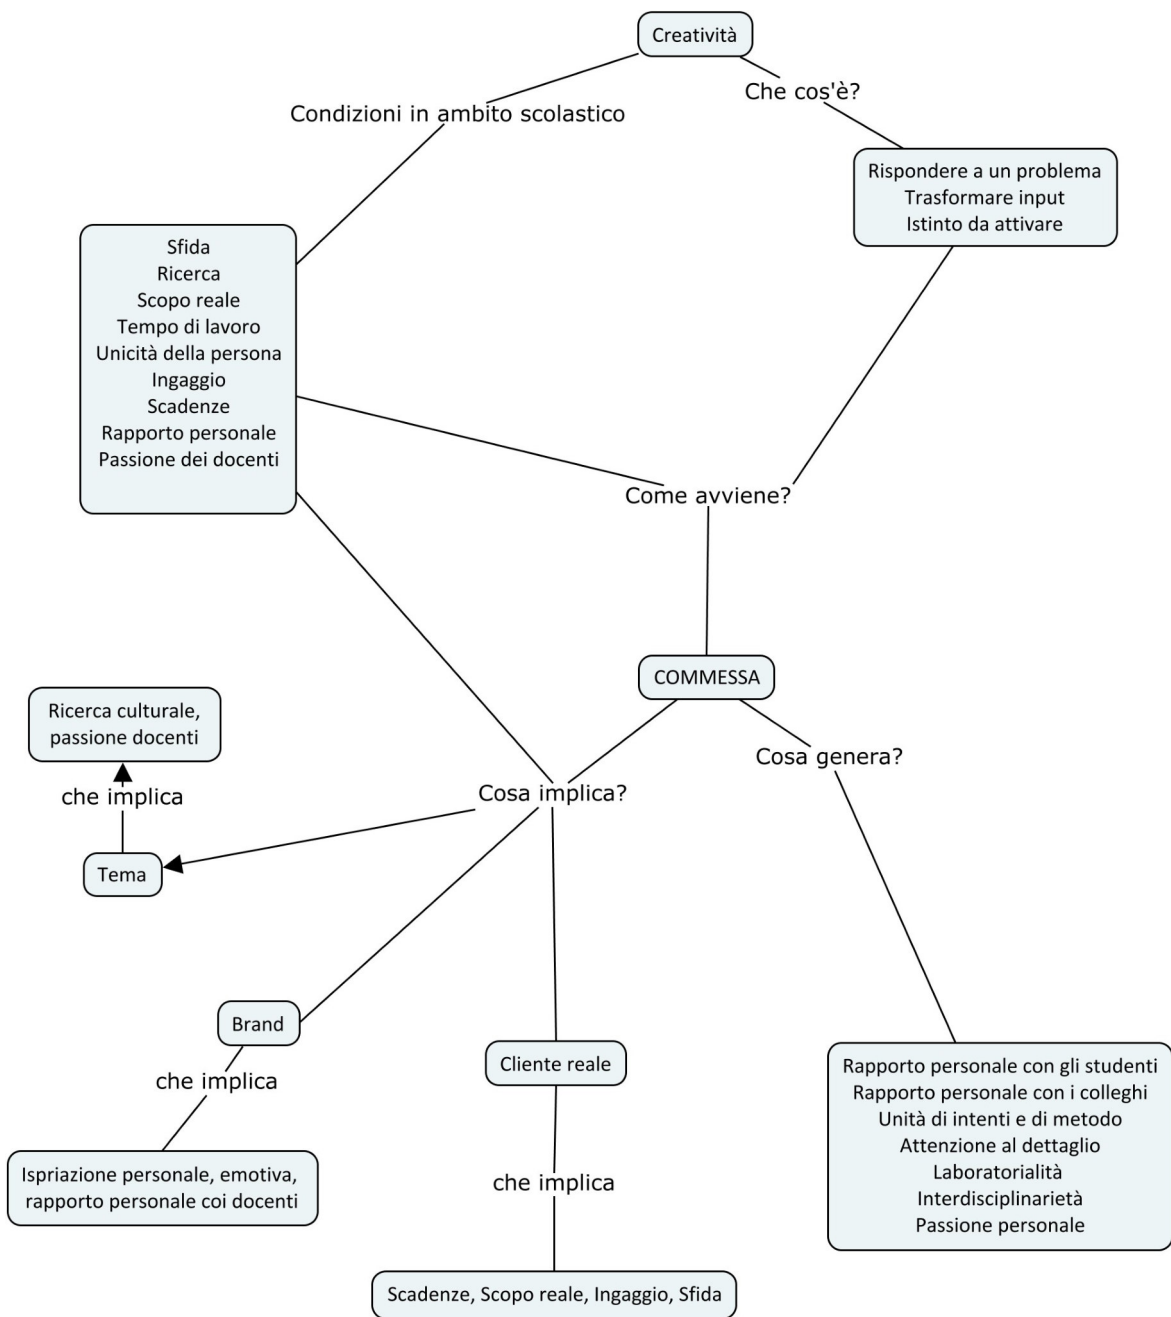 Creatività
Che cos'è?
Condizioni in ambito scolastico
Rispondere a un problema
Trasformare input
Istinto da attivare
Sfida
Ricerca
Scopo reale
Tempo di lavoro
Unicità della persona
Ingaggio
Scadenze
Rapporto personale
Passione dei docenti
Come avviene?
COMMESSA
Ricerca culturale,
passione docenti
Cosa genera?
che implica
Cosa implica?
Tema
Brand
Cliente reale
che implica
Rapporto personale con gli studenti
Rapporto personale con i colleghi
Unità di intenti e di metodo
Attenzione al dettaglio
Laboratorialità
Interdisciplinarietà
Passione personale
Ispriazione personale, emotiva,
rapporto personale coi docenti
che implica
Scadenze, Scopo reale, Ingaggio, Sfida